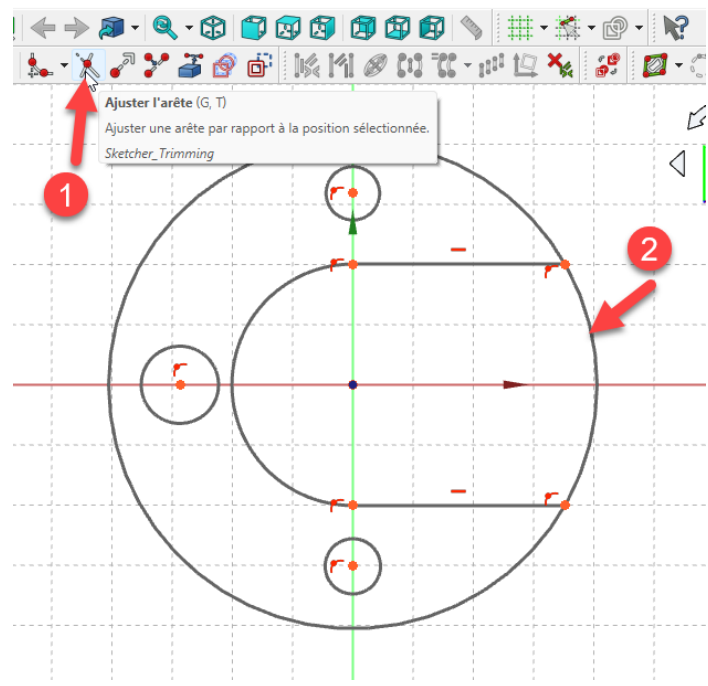 Ajuster l'arête (G, T)
Ajuster une arête par rapport à la position sélectionnée.
Sketcher_Trimming
1
2